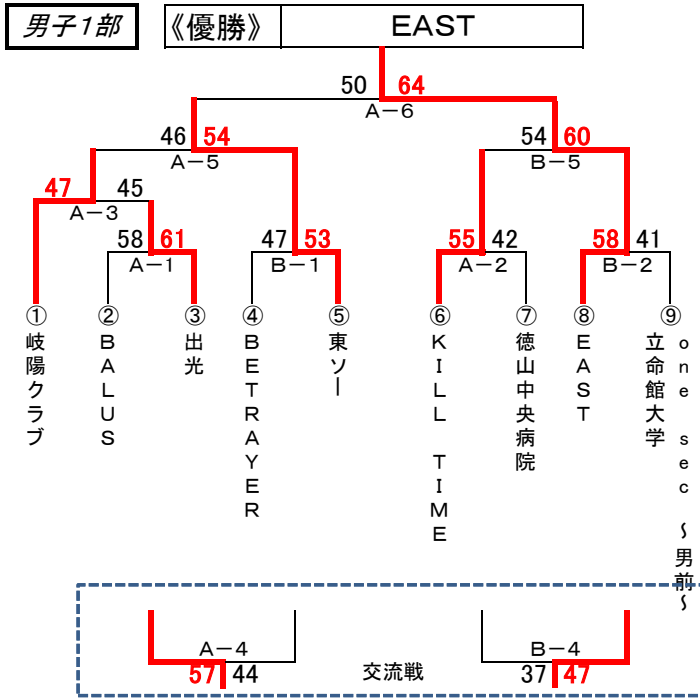 男子1部
《優勝》 EAST
50 64
A－6
46 54
A－5
54 60
B－5
47 45
A－3
58 61
A－1
47 53
B－1
55 42
A－2
58 41
B－2
① 岐陽クラブ
② BALUS
③ 出光
④ BETRAYER
⑤ 東ソー
⑥ KILL TIME
⑦ 徳山中央病院
⑧ EAST
⑨ one sec ～男前～
立命館大学
A－4
57 44
交流戦
B－4
37 47